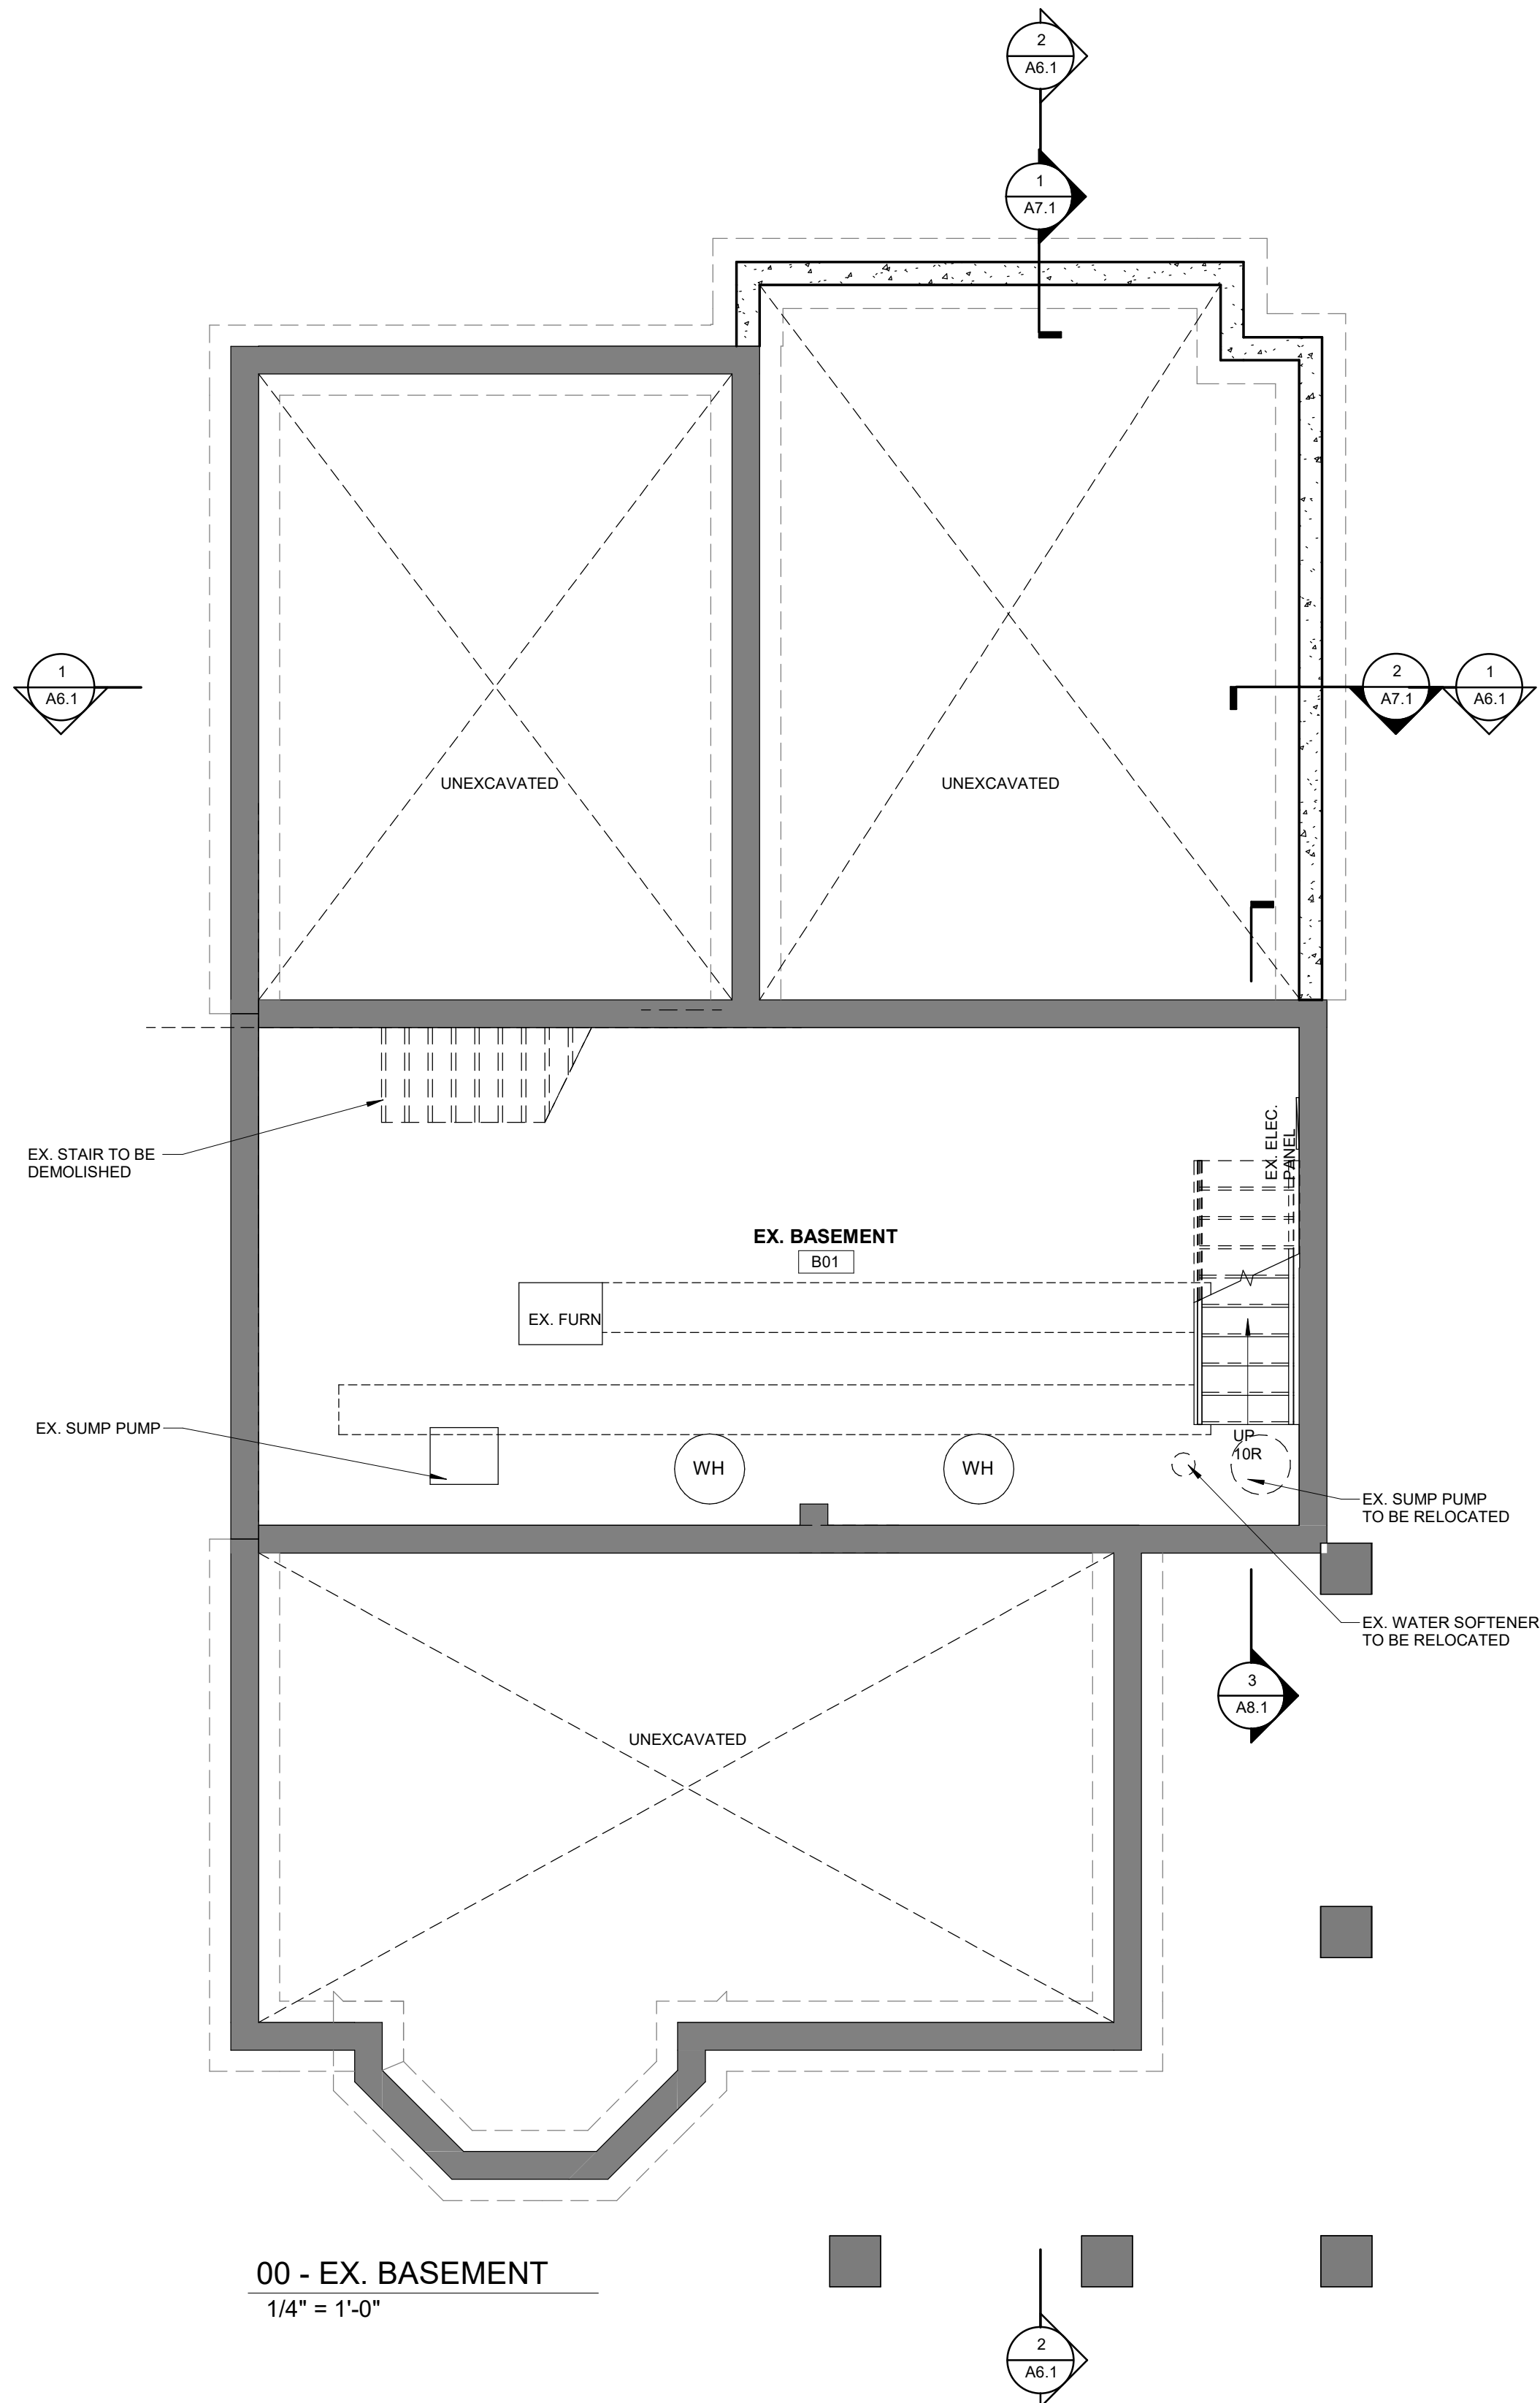 2
A6.1
1
A7.1
1
A6.1
2
A7.1
1
A6.1
UNEXCAVATED
UNEXCAVATED
EX. STAIR TO BE
DEMOLISHED
EX. ELEC.
PANEL
EX. BASEMENT
B01
EX. FURN
EX. SUMP PUMP
WH
WH
UP
10R
EX. SUMP PUMP
TO BE RELOCATED
EX. WATER SOFTENER
TO BE RELOCATED
3
A8.1
UNEXCAVATED
00 - EX. BASEMENT
1/4" = 1'-0"
2
A6.1